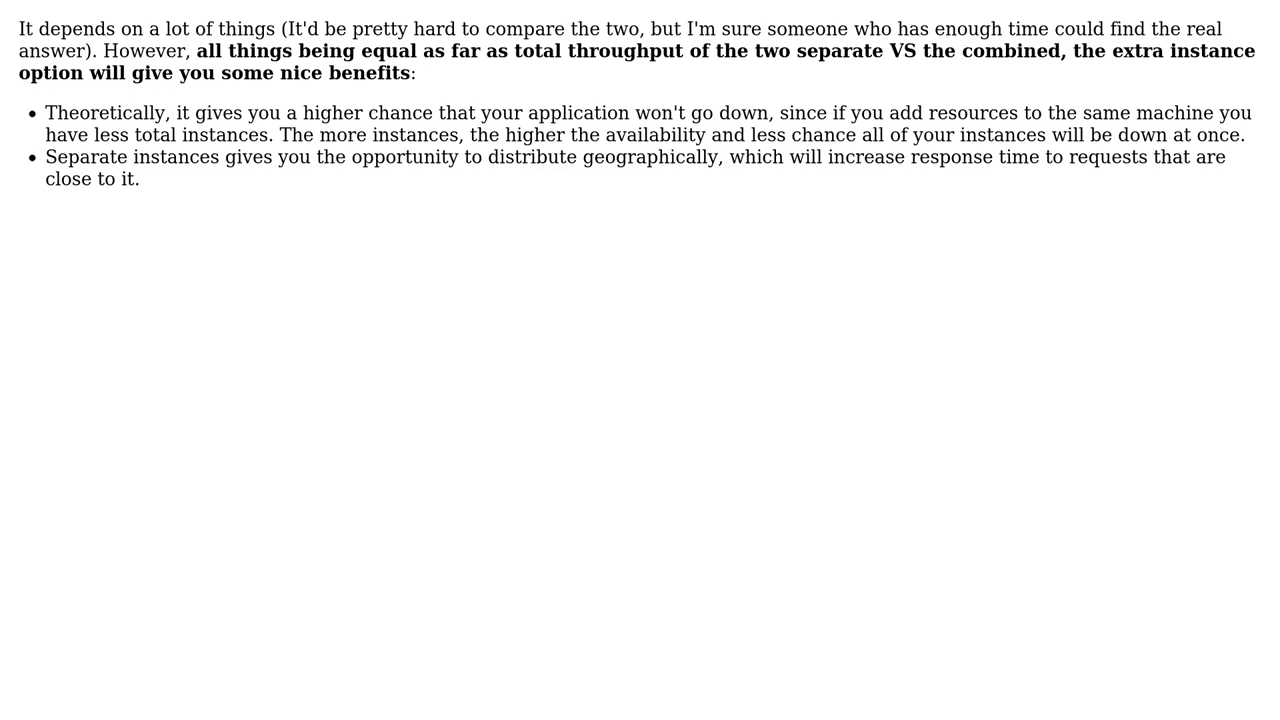 It depends on a lot of things (It'd be pretty hard to compare the two, but I'm sure someone who has enough time could find the real
answer). However, all things being equal as far as total throughput of the two separate VS the combined, the extra instance
option will give you some nice benefits:
• Theoretically, it gives you a higher chance that your application won't go down, since if you add resources to the same machine you
have less total instances. The more instances, the higher the availability and less chance all of your instances will be down at once.
• Separate instances gives you the opportunity to distribute geographically, which will increase response time to requests that are
close to it.